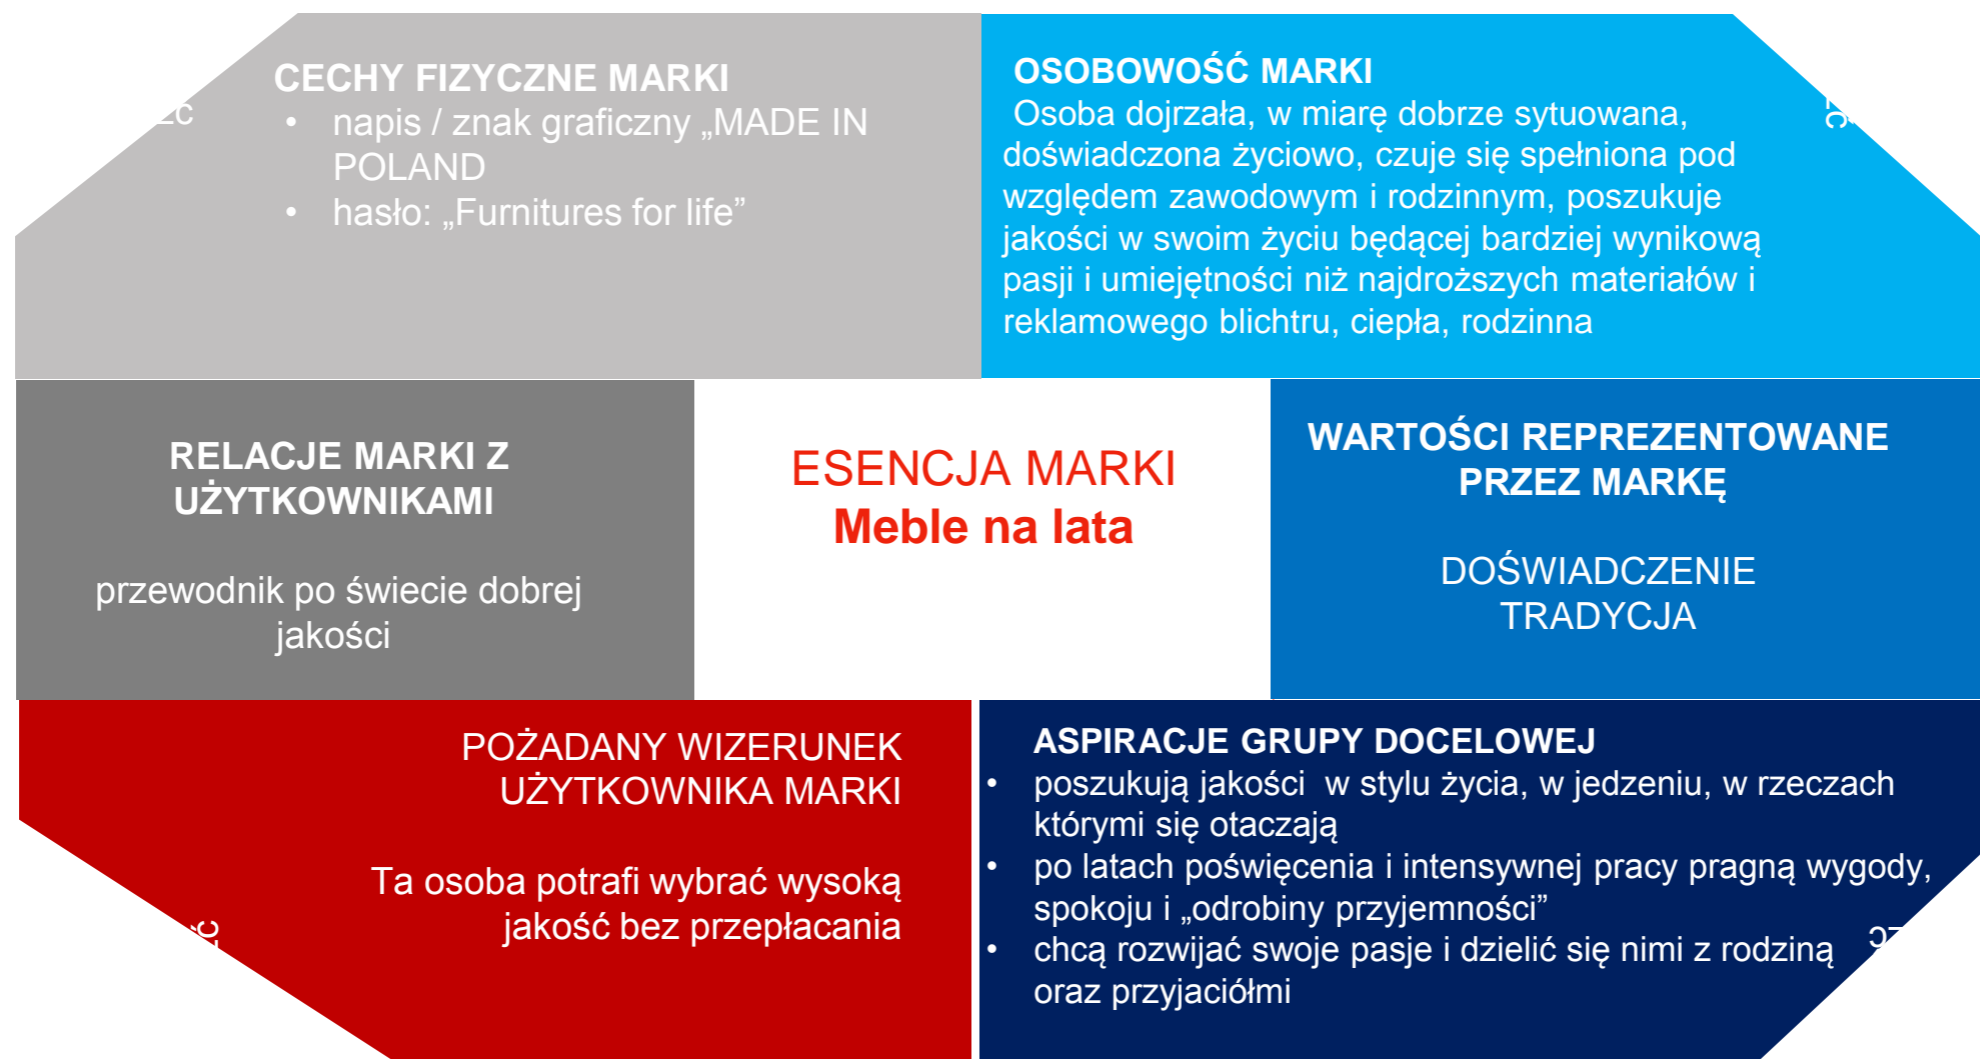 CECHY FIZYCZNE MARKI
• napis / znak graficzny „MADE IN
POLAND
• hasło: „Furnitures for life”
OSOBOWOŚĆ MARKI
Osoba dojrzała, w miarę dobrze sytuowana,
doświadczona życiowo, czuje się spełniona pod
względem zawodowym i rodzinnym, poszukuje
jakości w swoim życiu będącej bardziej wynikową
pasji i umiejętności niż najdroższych materiałów i
reklamowego blichtru, ciepła, rodzinna
RELACJE MARKI Z
UŻYTKOWNIKAMI
przewodnik po świecie dobrej
jakości
ESENCJA MARKI
Meble na lata
WARTOŚCI REPREZENTOWANE
PRZEZ MARKĘ
DOŚWIADCZENIE
TRADYCJA
POŻADANY WIZERUNEK
UŻYTKOWNIKA MARKI
Ta osoba potrafi wybrać wysoką
jakość bez przepłacania
ASPIRACJE GRUPY DOCELOWEJ
• poszukują jakości w stylu życia, w jedzeniu, w rzeczach
którymi się otaczają
• po latach poświęcenia i intensywnej pracy pragną wygody,
spokoju i „odrobiny przyjemności”
• chcą rozwijać swoje pasje i dzielić się nimi z rodziną
oraz przyjaciółmi